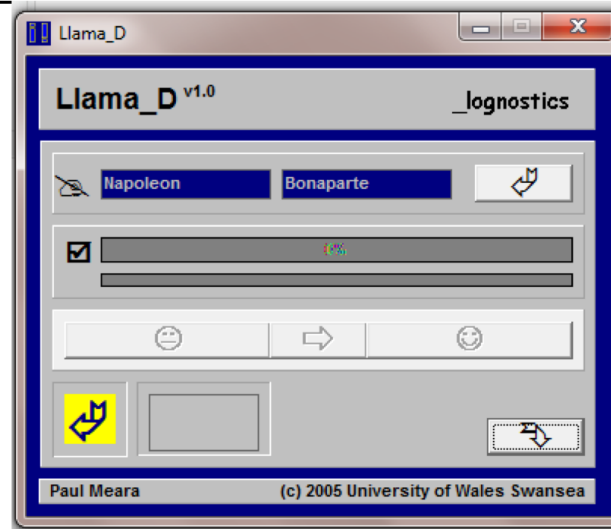 Llama_D
Llama_D v1.0
_lognostics
Napoleon Bonaparte
Paul Meara (c) 2005 University of Wales Swansea